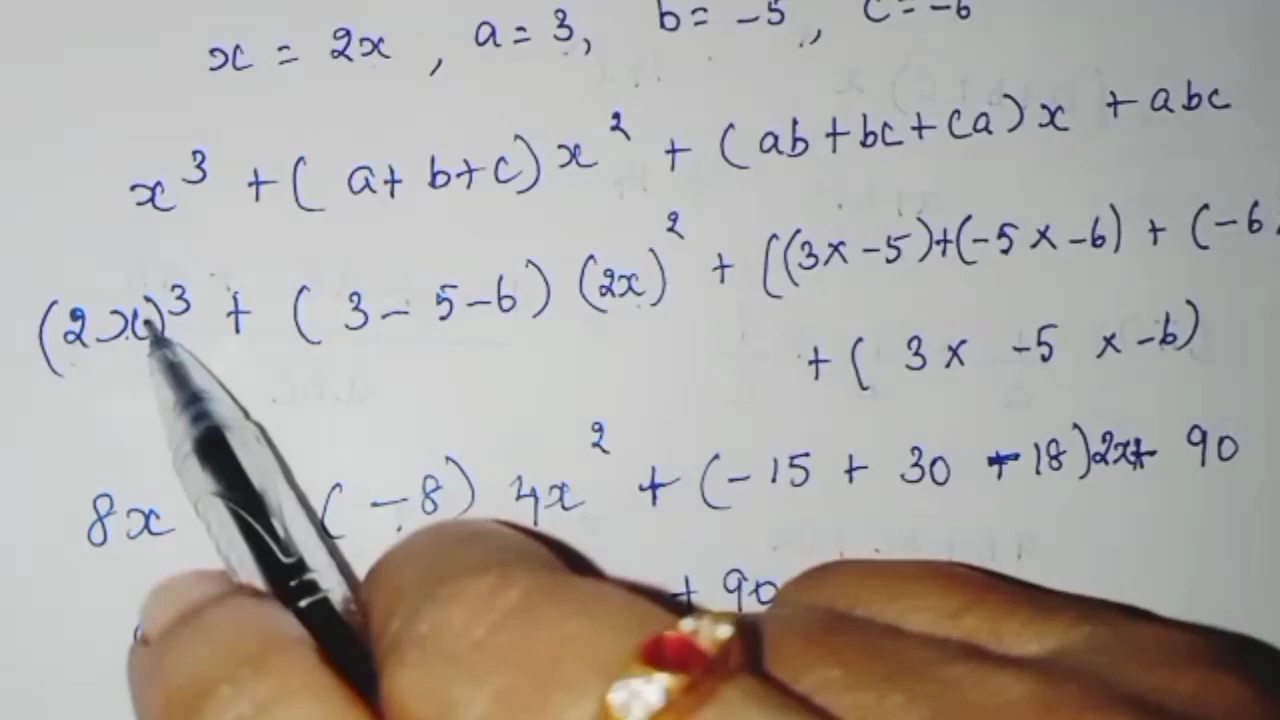 x = 2x , a = 3, b = -5 , c = -6
x³ + ( a + b + c ) x² + ( ab + bc + ca ) x + abc
(2x)³ + ( 3 - 5 - 6 ) (2x)² + ((3x - 5) + (-5 x -6) + (-6
+ ( 3 x -5 x -6)
8x ( - 8) 4x² + ( - 15 + 30 - 18 ) 2x + 90
+ 90